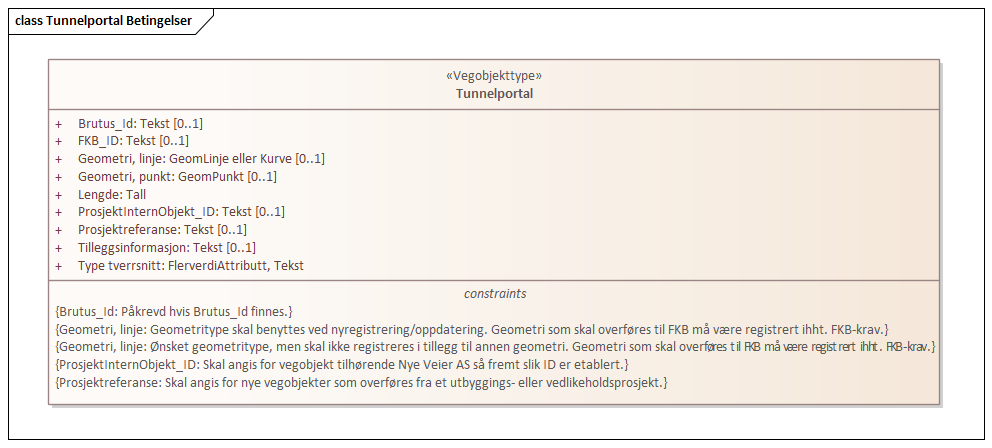 class Tunnelportal Betingelser
«Vegobjekttype»
Tunnelportal
+ Brutus_Id: Tekst [0..1]
+ FKB_ID: Tekst [0..1]
+ Geometri, linje: GeomLinje eller Kurve [0..1]
+ Geometri, punkt: GeomPunkt [0..1]
+ Lengde: Tall
+ ProsjektInternObjekt_ID: Tekst [0..1]
+ Prosjektreferanse: Tekst [0..1]
+ Tilleggsinformasjon: Tekst [0..1]
+ Type tverrsnitt: FlerverdiAttributt, Tekst
constraints
{Brutus_Id: Påkrevd hvis Brutus_Id finnes.}
{Geometri, linje: Geometritype skal benyttes ved nyregistrering/oppdatering. Geometri som skal overføres til FKB må være registrert ihht. FKB-krav.}
{Geometri, linje: Ønsket geometritype, men skal ikke registreres i tillegg til annen geometri. Geometri som skal overføres til FKB må være registrert ihht. FKB-krav.}
{ProsjektInternObjekt_ID: Skal angis for vegobjekt tilhørende Nye Veier AS så fremt slik ID er etablert.}
{Prosjektreferanse: Skal angis for nye vegobjekter som overføres fra et utbyggings- eller vedlikeholdsprosjekt.}